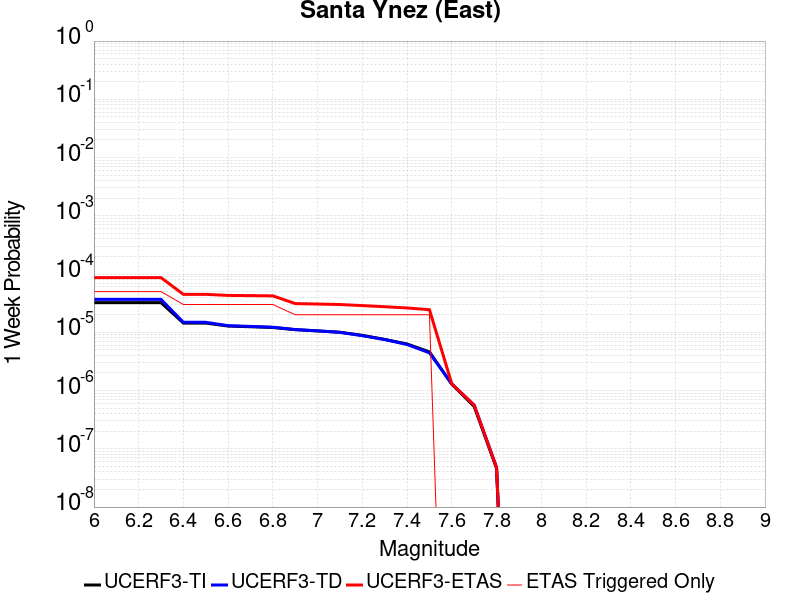 Santa Ynez (East)
10^0
10^-1
10^-2
10^-3
10^-4
10^-5
10^-6
10^-7
10^-8
1 Week Probability
6 6.2 6.4 6.6 6.8 7 7.2 7.4 7.6 7.8 8 8.2 8.4 8.6 8.8 9
Magnitude
UCERF3-TI UCERF3-TD UCERF3-ETAS ETAS Triggered Only